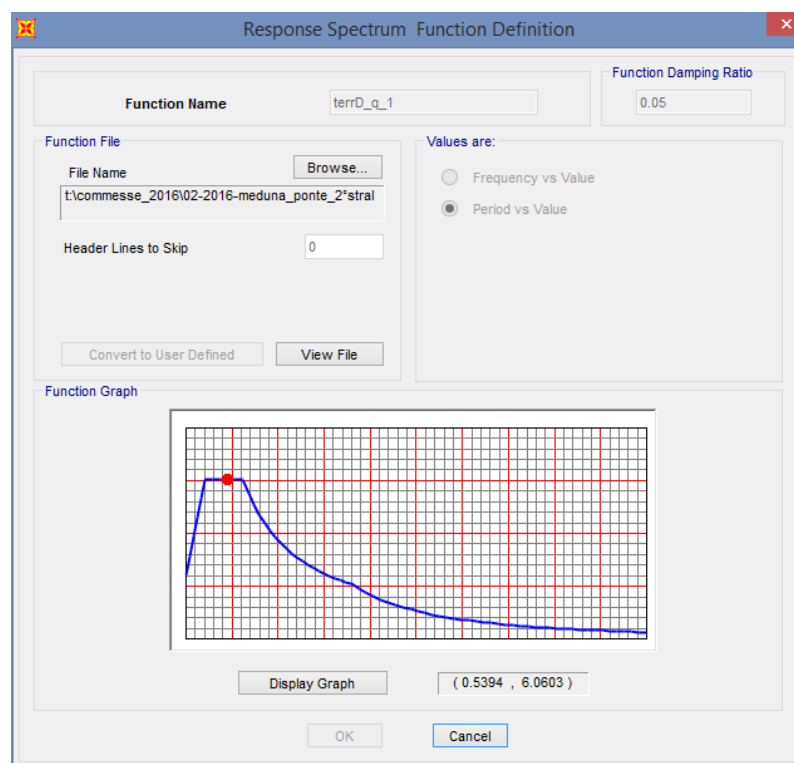 Response Spectrum Function Definition
Function Damping Ratio
Function Name
terrD_q_1
0.05
Function File
File Name
Browse...
t:\commesse_2016\02-2016-meduna_ponte_2°stral
Header Lines to Skip
0
Convert to User Defined
View File
Values are:
Frequency vs Value
Period vs Value
Function Graph
Display Graph
( 0.5394 , 6.0603 )
OK
Cancel